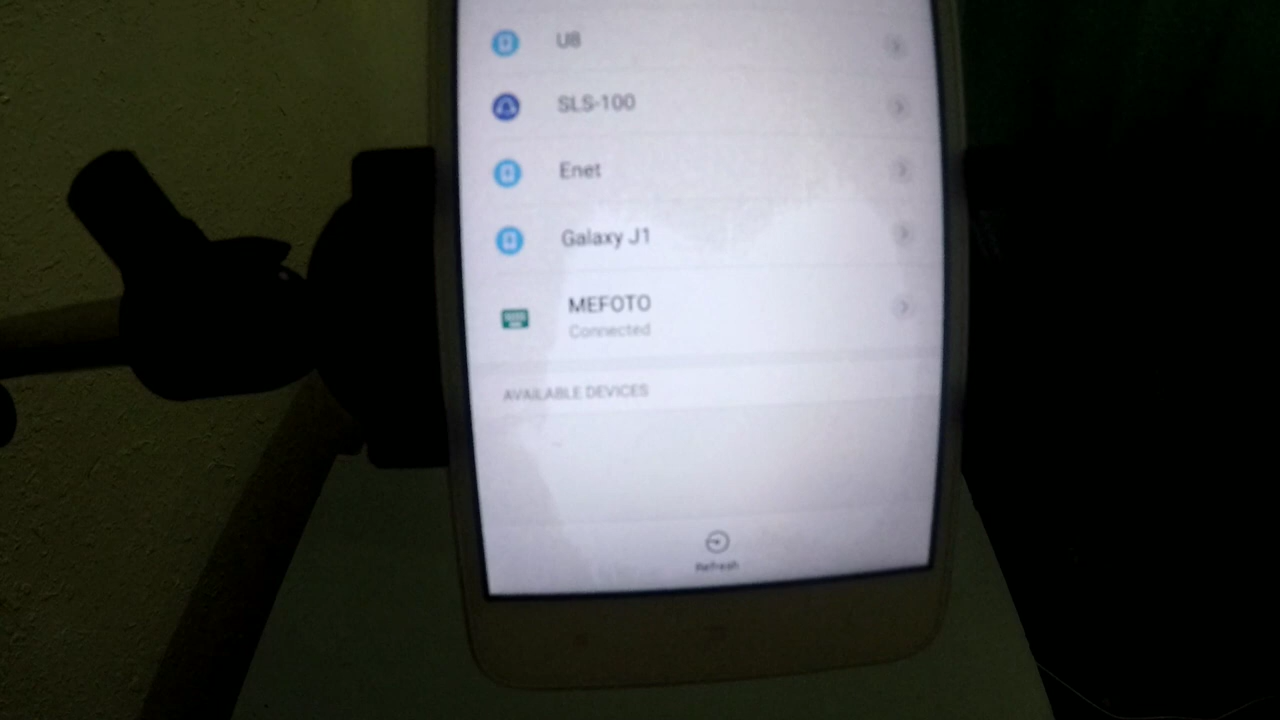 U8
SLS-100
Enet
Galaxy J1
MEFOTO
Connected
AVAILABLE DEVICES
Refresh